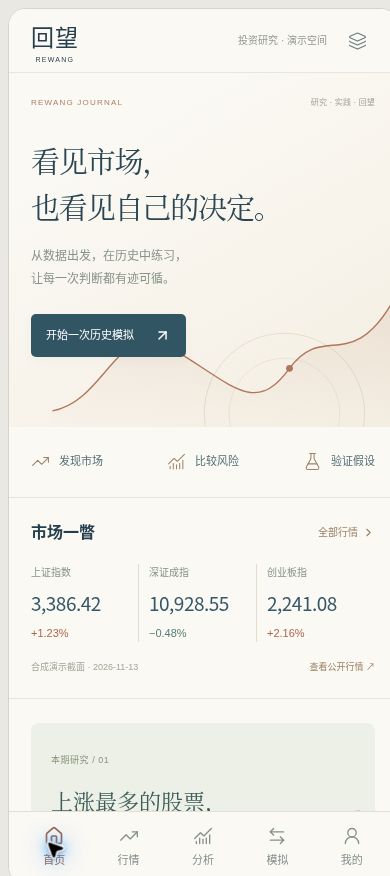 回望
REWANG
投资研究 · 演示空间
REWANG JOURNAL
研究 · 实践 · 回望
看见市场，
也看见自己的决定。
从数据出发，在历史中练习，
让每一次判断都有迹可循。
开始一次历史模拟
发现市场
比较风险
验证假设
市场一瞥
全部行情
上证指数
深证成指
创业板指
3,386.42
10,928.55
2,241.08
+1.23%
−0.48%
+2.16%
合成演示截面 · 2026-11-13
查看公开行情 ↗
本期研究 / 01
上涨最多的股票，
首页
行情
分析
模拟
我的